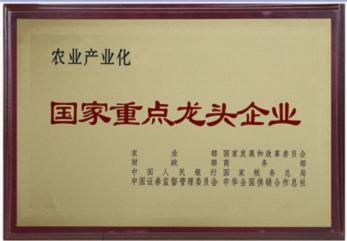 农业产业化
国家重点龙头企业
农业部 国家发展和改革委员会
财政部 商务部
中国人民银行 国家税务总局
中国证券监督管理委员会 中华全国供销合作总社